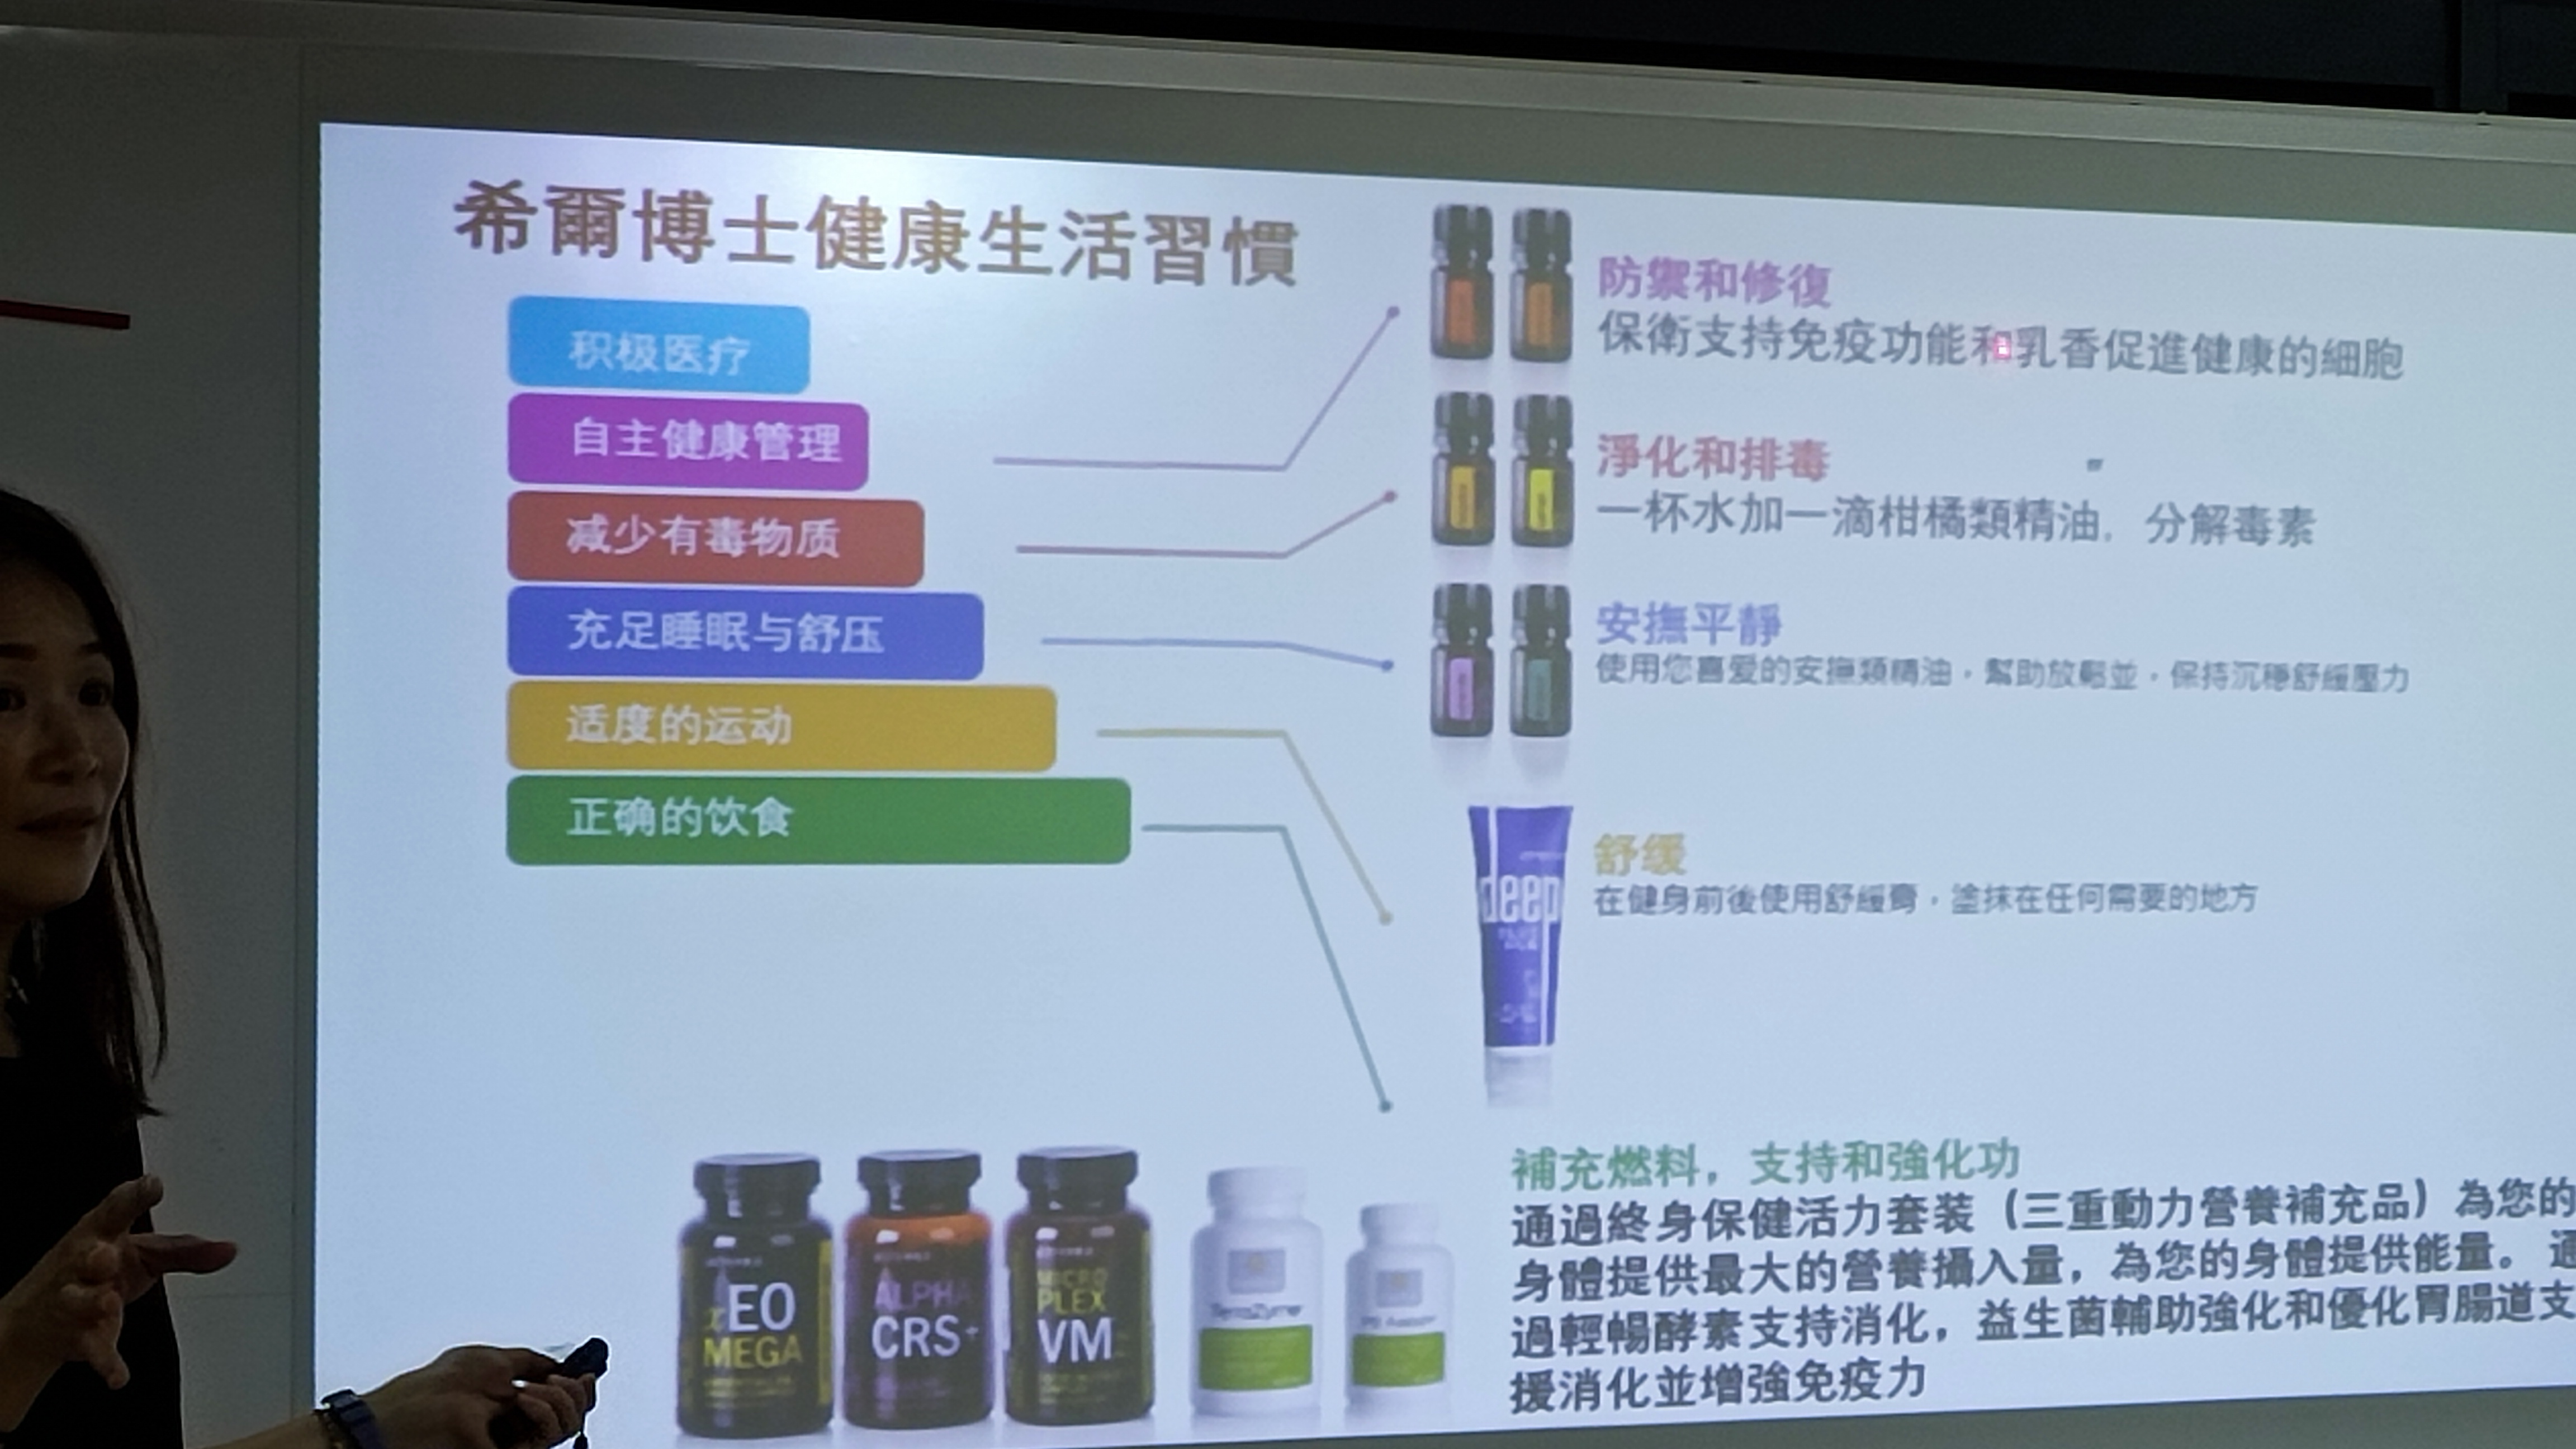 希爾博士健康生活習慣
积极医疗
自主健康管理
减少有毒物质
充足睡眠与舒压
适度的运动
正确的饮食
防禦和修復
保衛支持免疫功能和乳香促進健康的細胞
淨化和排毒
一杯水加一滴柑橘類精油，分解毒素
安撫平靜
使用您喜爱的安撫類精油，幫助放鬆並，保持沉穩舒緩壓力
舒缓
在健身前後使用舒緩膏，塗抹在任何需要的地方
deep
補充燃料，支持和強化功
通過終身保健活力套装（三重動力營養補充品）為您的
身體提供最大的營養攝入量，為您的身體提供能量。
過輕暢酵素支持消化，益生菌輔助強化和優化胃腸道支
援消化並增強免疫力
xEO
MEGA
ALPHA
CRS+
MICRO
PLEX
VM
TerraZyme
PB Assist+